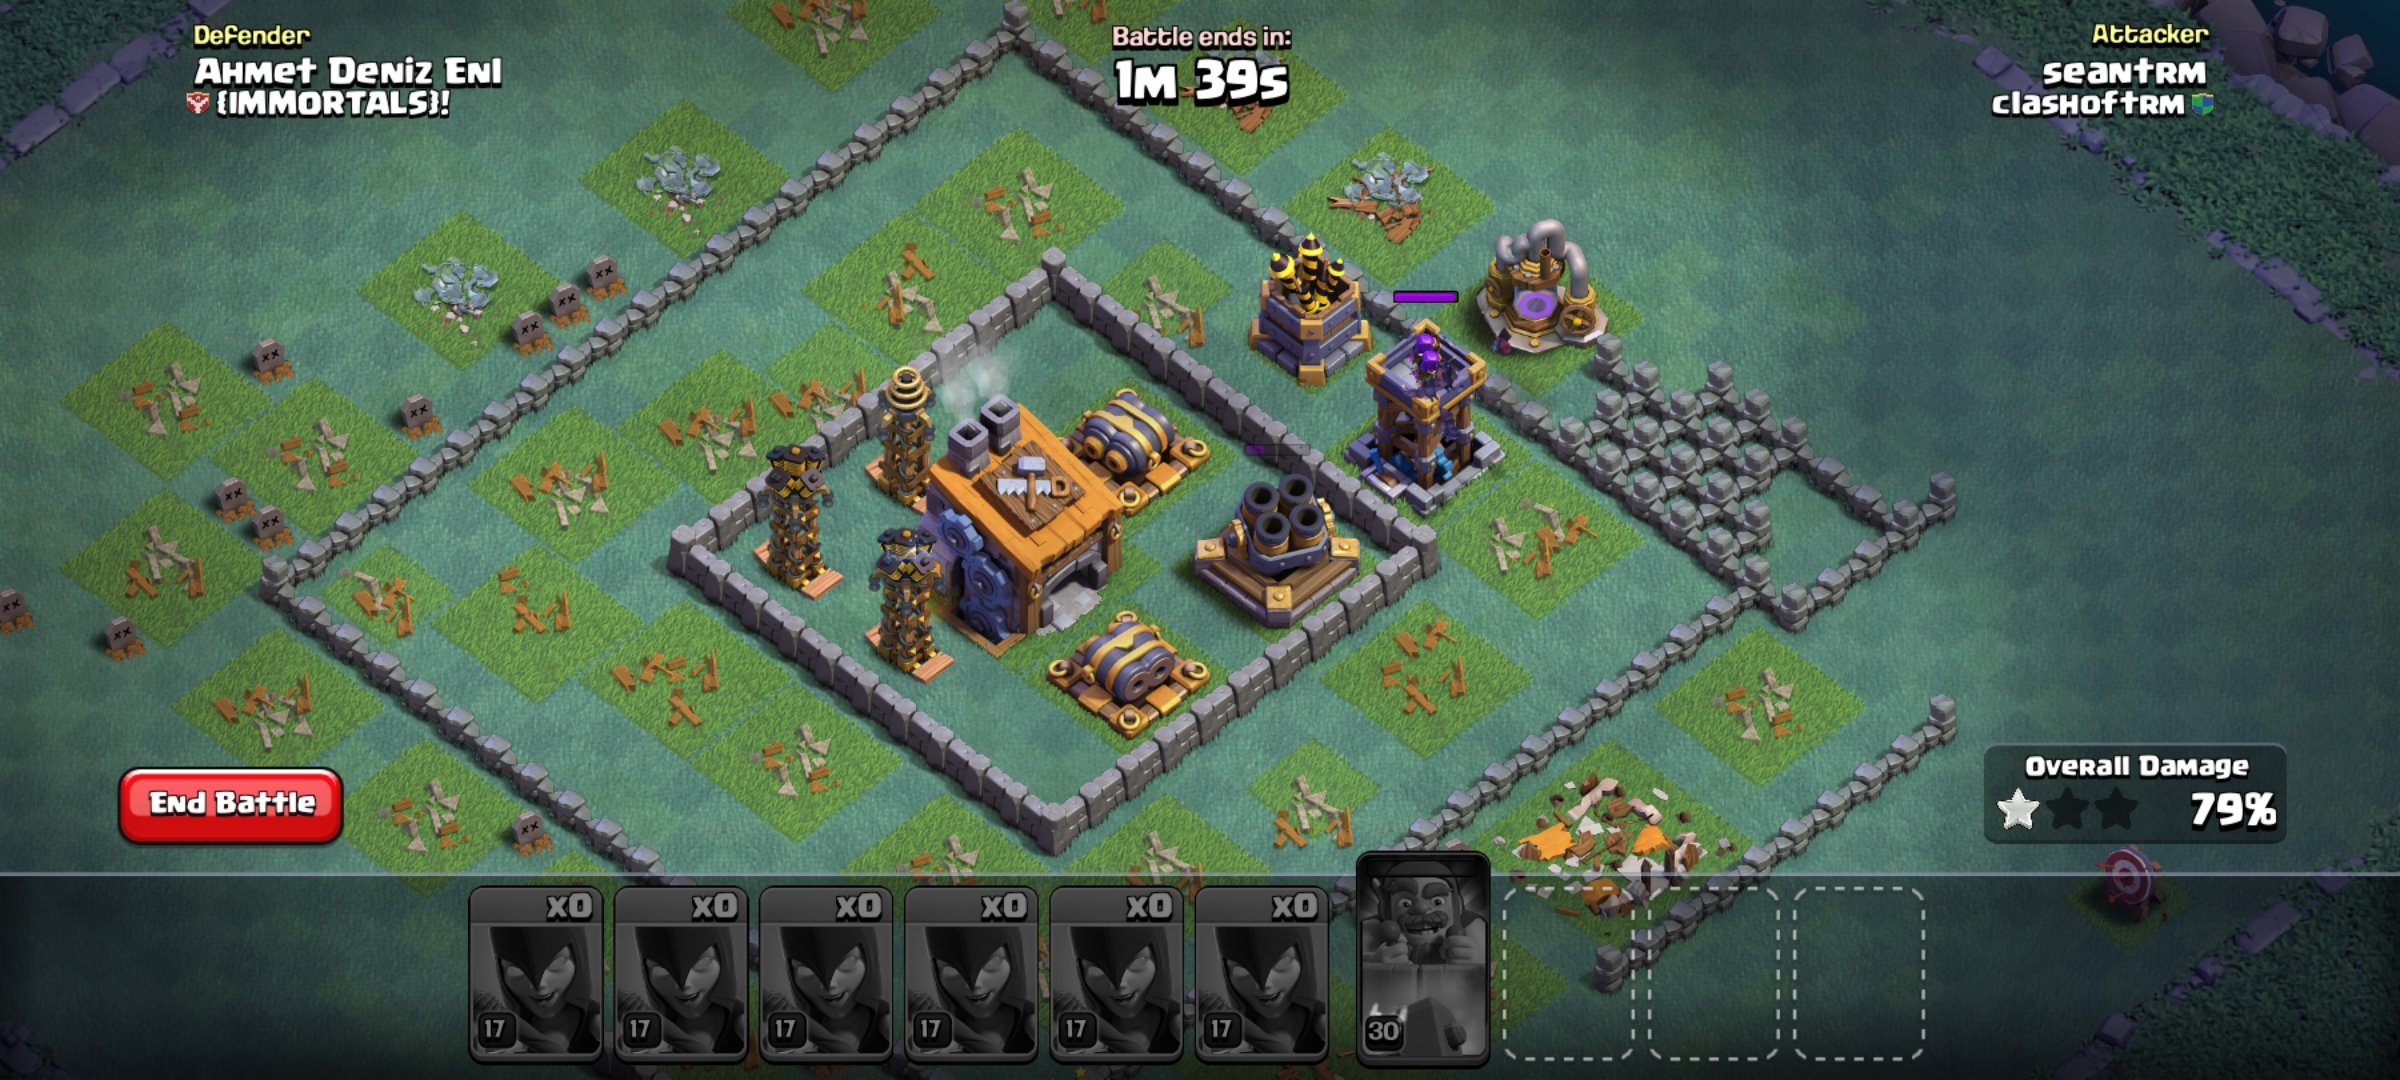 Defender
Ahmet Deniz Enl
{IMMORTALS}!
Battle ends in:
1M 39s
Attacker
seantrm
clashoftrm
End Battle
Overall Damage
79%
x0
x0
x0
x0
x0
x0
17
17
17
17
17
17
30